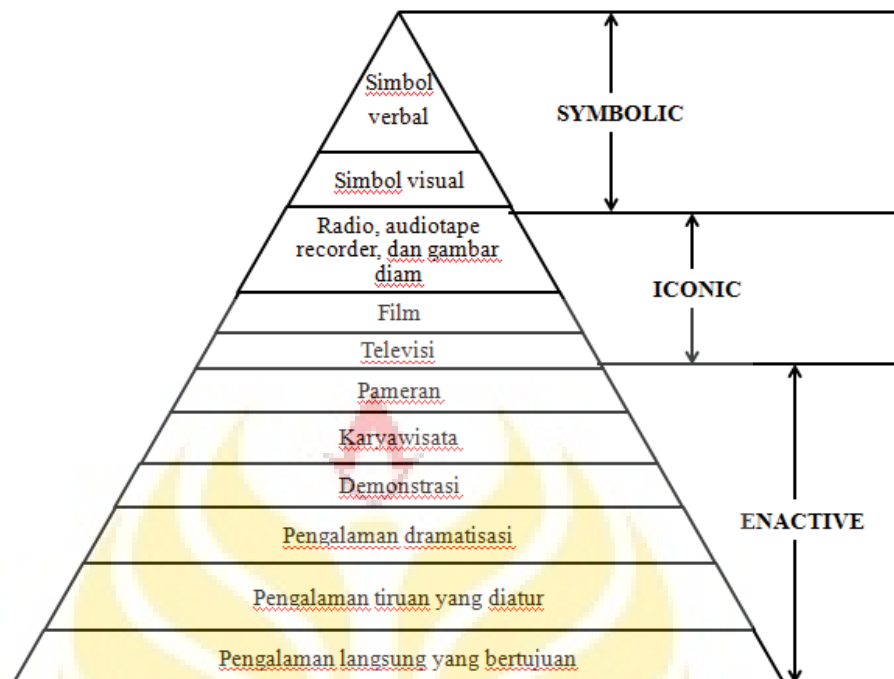 Simbol
verbal
SYMBOLIC
Simbol visual
Radio, audiotape
recorder, dan gambar
diam
ICONIC
Film
Televisi
Pameran
Karyawisata
Demonstrasi
ENACTIVE
Pengalaman dramatisasi
Pengalaman tiruan yang diatur
Pengalaman langsung yang bertujuan